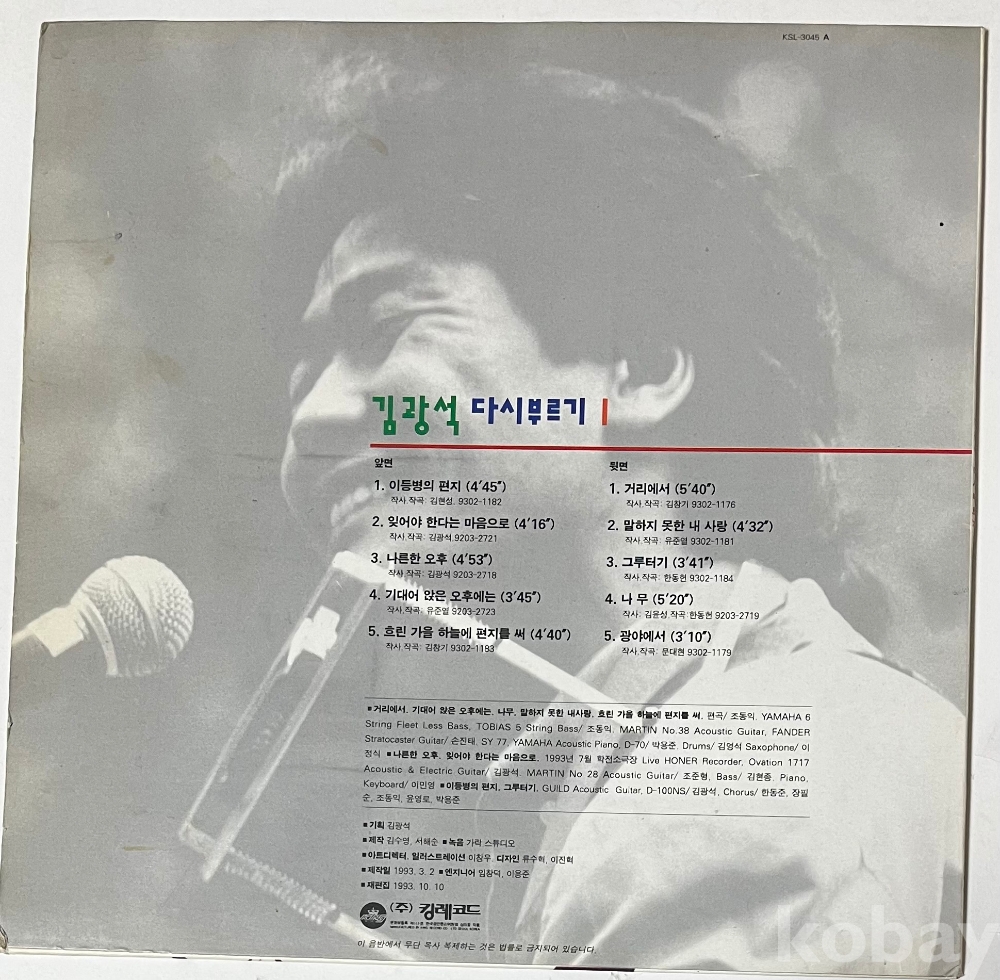 KSL-3045 A
김광석 다시부르기 I
앞면
1. 이등병의 편지 (4′45″)
작사.작곡: 김현성. 9302-1182
2. 잊어야 한다는 마음으로 (4′16″)
작사.작곡: 김광석.9203-2721
3. 나른한 오후 (4′53″)
작사.작곡: 김광석 9203-2718
4. 기대어 앉은 오후에는 (3′45″)
작사.작곡: 유준열 9203-2723
5. 흐린 가을 하늘에 편지를 써 (4′40″)
작사.작곡: 김창기 9302-1183
뒷면
1. 거리에서 (5′40″)
작사.작곡: 김창기 9302-1176
2. 말하지 못한 내 사랑 (4′32″)
작사.작곡: 유준열 9302-1181
3. 그루터기 (3′41″)
작사.작곡: 한동헌 9302-1184
4. 나 무 (5′20″)
작사: 김윤성.작곡:한동헌 9203-2719
5. 광야에서 (3′10″)
작사.작곡: 문대현 9302-1179
■거리에서. 기대어 앉은 오후에는. 나무. 말하지 못한 내사랑. 흐린 가을 하늘에 편지를 써. 편곡/ 조동익. YAMAHA 6
String Fleet Less Bass, TOBIAS 5 String Bass/ 조동익. MARTIN No.38 Acoustic Guitar, FANDER
Stratocaster Guitar/ 손진태, SY 77, YAMAHA Acoustic Piano, D-70/ 박용준. Drums/ 김영석 Saxophone/ 이
정식 ■나른한 오후. 잊어야 한다는 마음으로. 1993년 7월 학전소극장 Live HONER Recorder, Ovation 1717
Acoustic & Electric Guitar/ 김광석. MARTIN No 28 Acoustic Guitar/ 조준형, Bass/ 김현종. Piano,
Keyboard/ 이민영 ■이등병의 편지, 그루터기, GUILD Acoustic Guitar, D-100NS/ 김광석, Chorus/ 한동준, 장필
순, 조동익, 윤영로, 박용준
■기획 김광석
■제작 김수영, 서해순 ■녹음 가락 스튜디오
■아트디렉터, 일러스트레이션 이창우, 디자인 류수혁, 이진혁
■제작일 1993. 3. 2 ■엔지니어 임창덕, 이용준
■재편집 1993. 10. 10
(주) 킹레코드
이 음반에서 무단 복사 복제하는 것은 법률로 금지되어 있습니다.
kobay